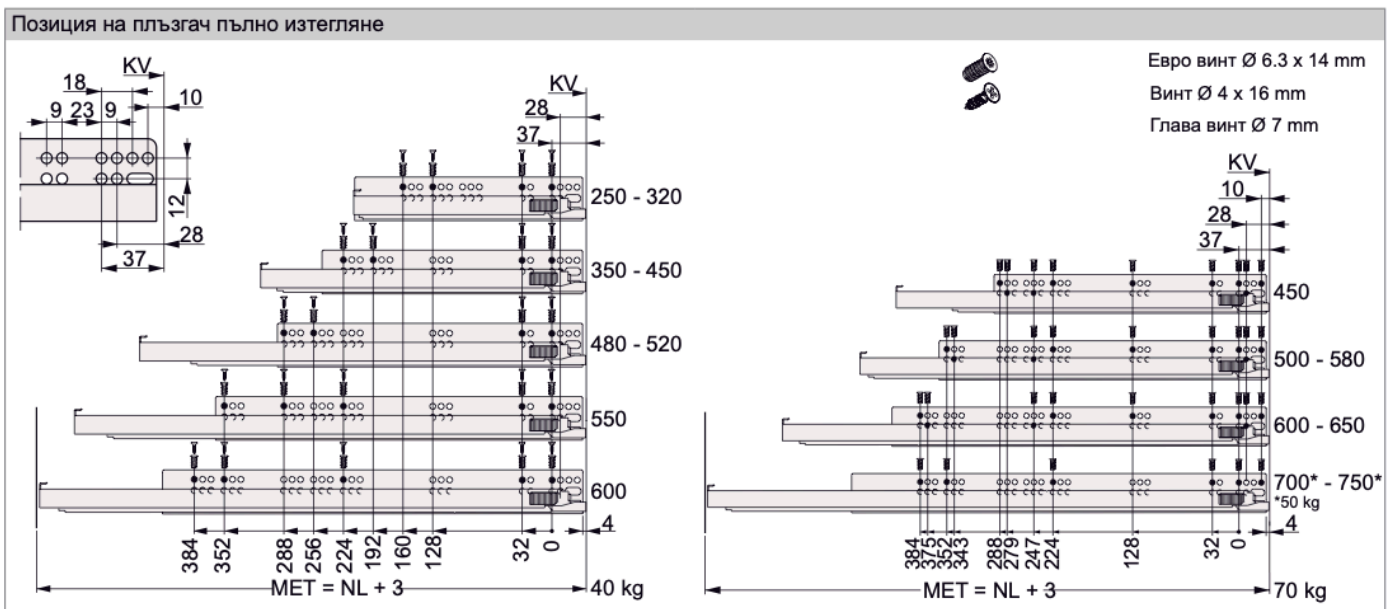 Позиция на плъзгач пълно изтегляне
KV
18
10
9 23 9
12
28
37
KV
28
37
250 - 320
350 - 450
480 - 520
550
600
4
384 352 288 256 224 192 160 128 32 0
MET = NL + 3
40 kg
Евро винт Ø 6.3 x 14 mm
Винт Ø 4 x 16 mm
Глава винт Ø 7 mm
KV
10
28
37
450
500 - 580
600 - 650
700* - 750*
*50 kg
4
384 375 352 343 288 279 247 224 128 32 0
MET = NL + 3
70 kg